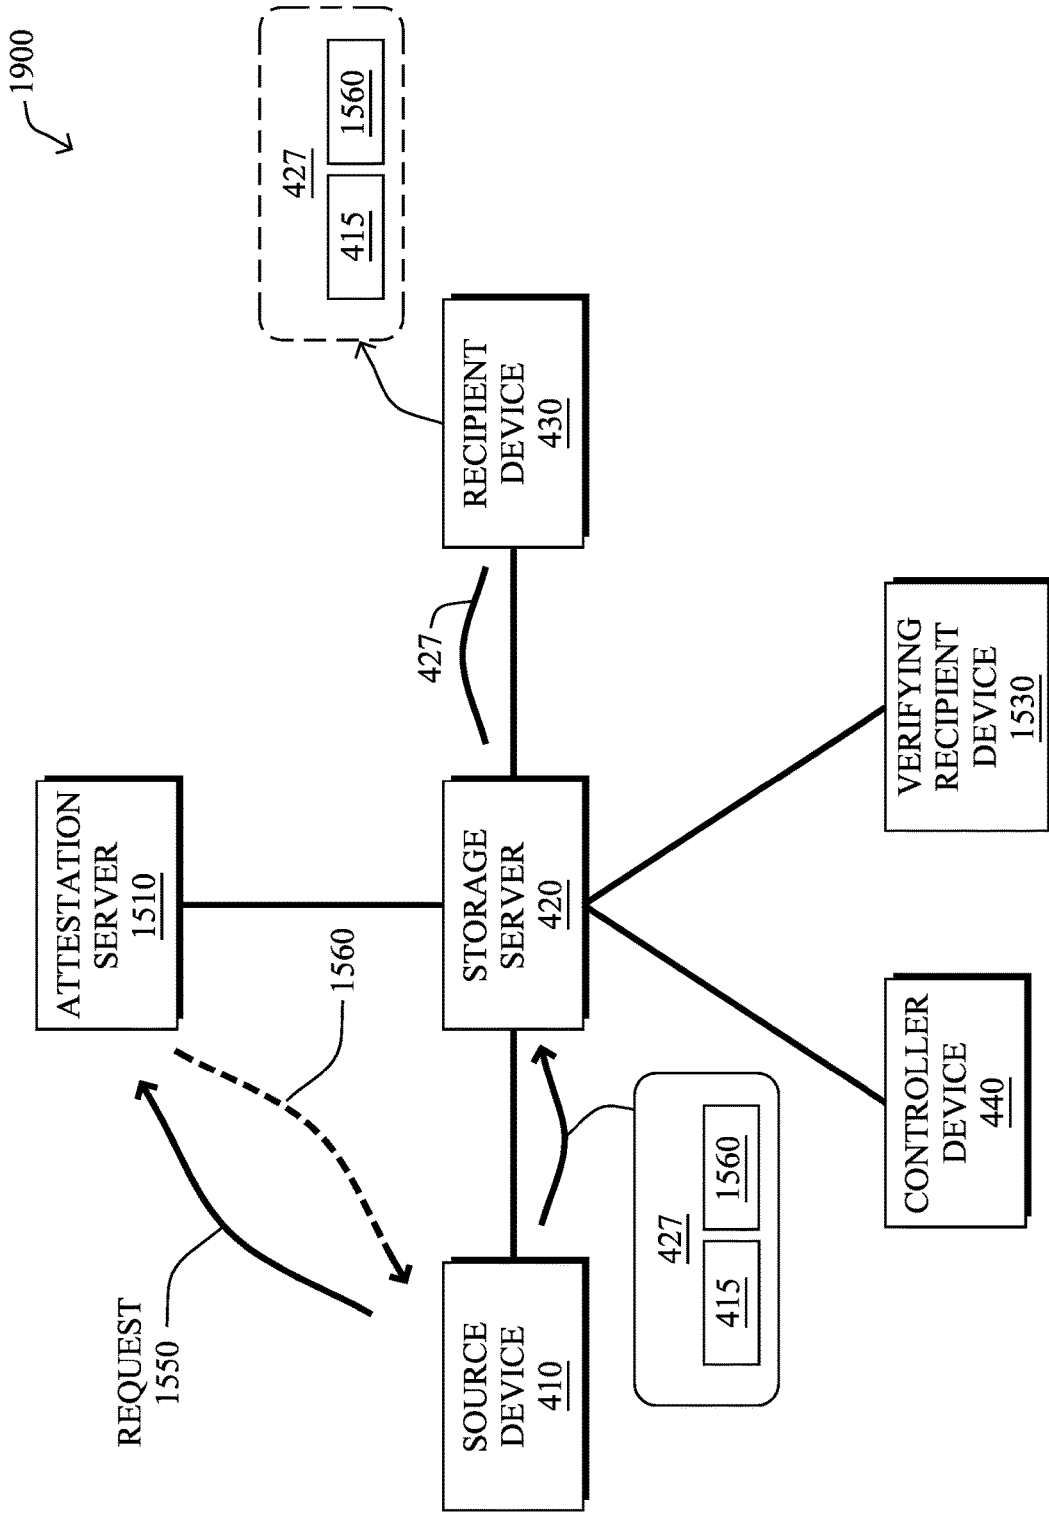 1900
ATTESTATION
SERVER
1510
REQUEST
1550
1560
427
427
415
1560
SOURCE
DEVICE
410
STORAGE
SERVER
420
RECIPIENT
DEVICE
430
427
415
1560
CONTROLLER
DEVICE
440
VERIFYING
RECIPIENT
DEVICE
1530